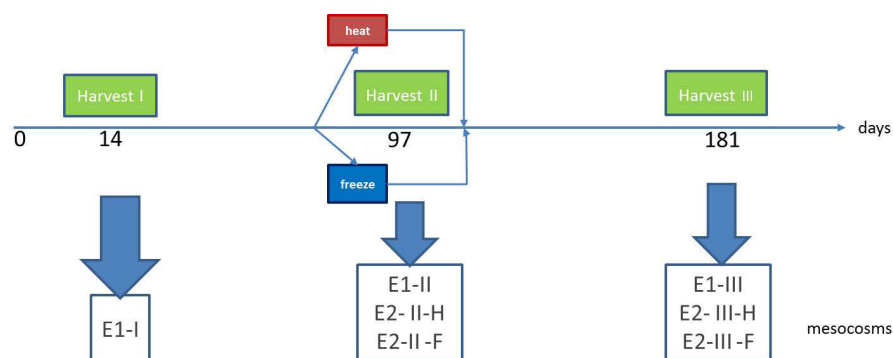 heat
Harvest I
Harvest II
Harvest III
0
14
97
181
days
freeze
E1-I
E1-II
E2- II-H
E2-II -F
E1-III
E2- III-H
E2-III -F
mesocosms